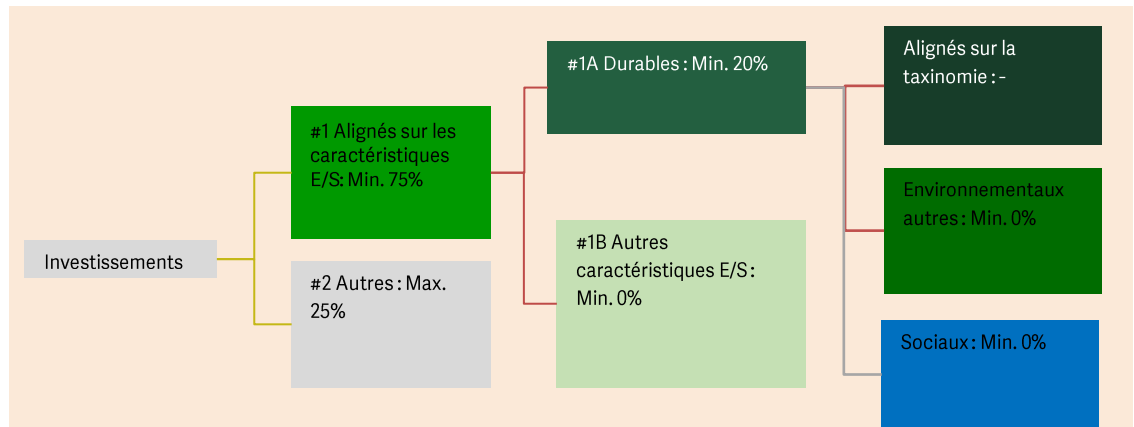 Investissements
#1 Alignés sur les
caractéristiques
E/S: Min. 75%
#2 Autres : Max.
25%
#1A Durables : Min. 20%
#1B Autres
caractéristiques E/S :
Min. 0%
Alignés sur la
taxinomie : -
Environnementaux
autres : Min. 0%
Sociaux : Min. 0%